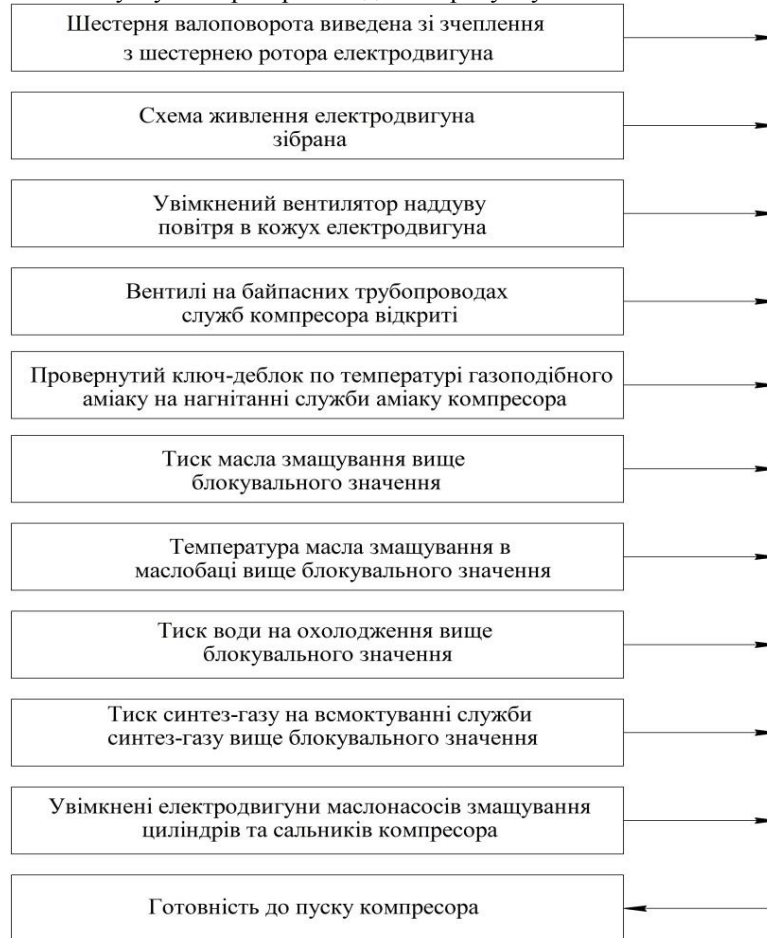 Шестерня валоповорота виведена зі зчеплення
з шестернею ротора електродвигуна
Схема живлення електродвигуна
зібрана
Увімкнений вентилятор наддуву
повітря в кожух електродвигуна
Вентилі на байпасних трубопроводах
служб компресора відкриті
Провернутий ключ-деблок по температурі газоподібного
аміаку на нагнітанні служби аміаку компресора
Тиск масла змащування вище
блокувального значення
Температура масла змащування в
маслобаці вище блокувального значення
Тиск води на охолодження вище
блокувального значення
Тиск синтез-газу на всмоктуванні служби
синтез-газу вище блокувального значення
Увімкнені електродвигуни маслонасосів змащування
циліндрів та сальників компресора
Готовність до пуску компресора